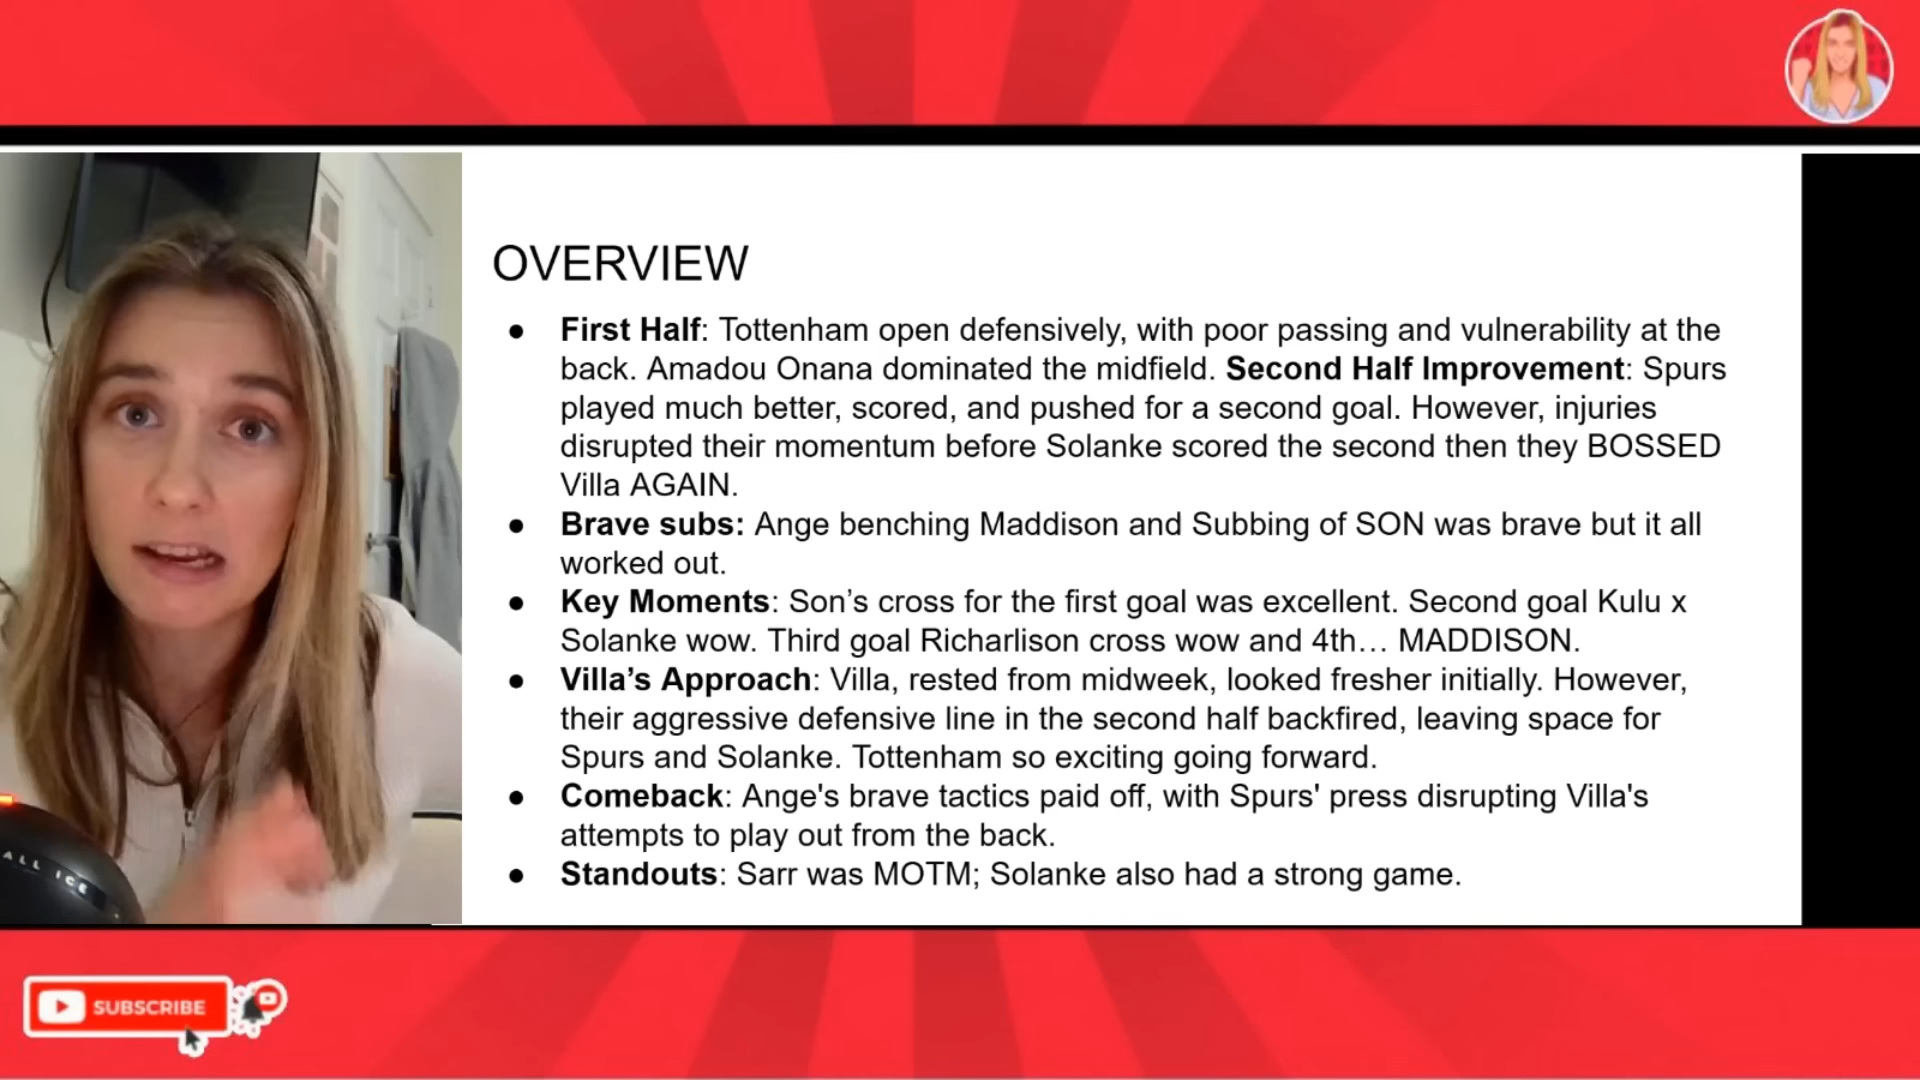 OVERVIEW
● First Half: Tottenham open defensively, with poor passing and vulnerability at the
back. Amadou Onana dominated the midfield. Second Half Improvement: Spurs
played much better, scored, and pushed for a second goal. However, injuries
disrupted their momentum before Solanke scored the second then they BOSSED
Villa AGAIN.
● Brave subs: Ange benching Maddison and Subbing of SON was brave but it all
worked out.
● Key Moments: Son’s cross for the first goal was excellent. Second goal Kulu x
Solanke wow. Third goal Richarlison cross wow and 4th… MADDISON.
● Villa’s Approach: Villa, rested from midweek, looked fresher initially. However,
their aggressive defensive line in the second half backfired, leaving space for
Spurs and Solanke. Tottenham so exciting going forward.
● Comeback: Ange's brave tactics paid off, with Spurs' press disrupting Villa's
attempts to play out from the back.
● Standouts: Sarr was MOTM; Solanke also had a strong game.
ALL ICE
SUBSCRIBE